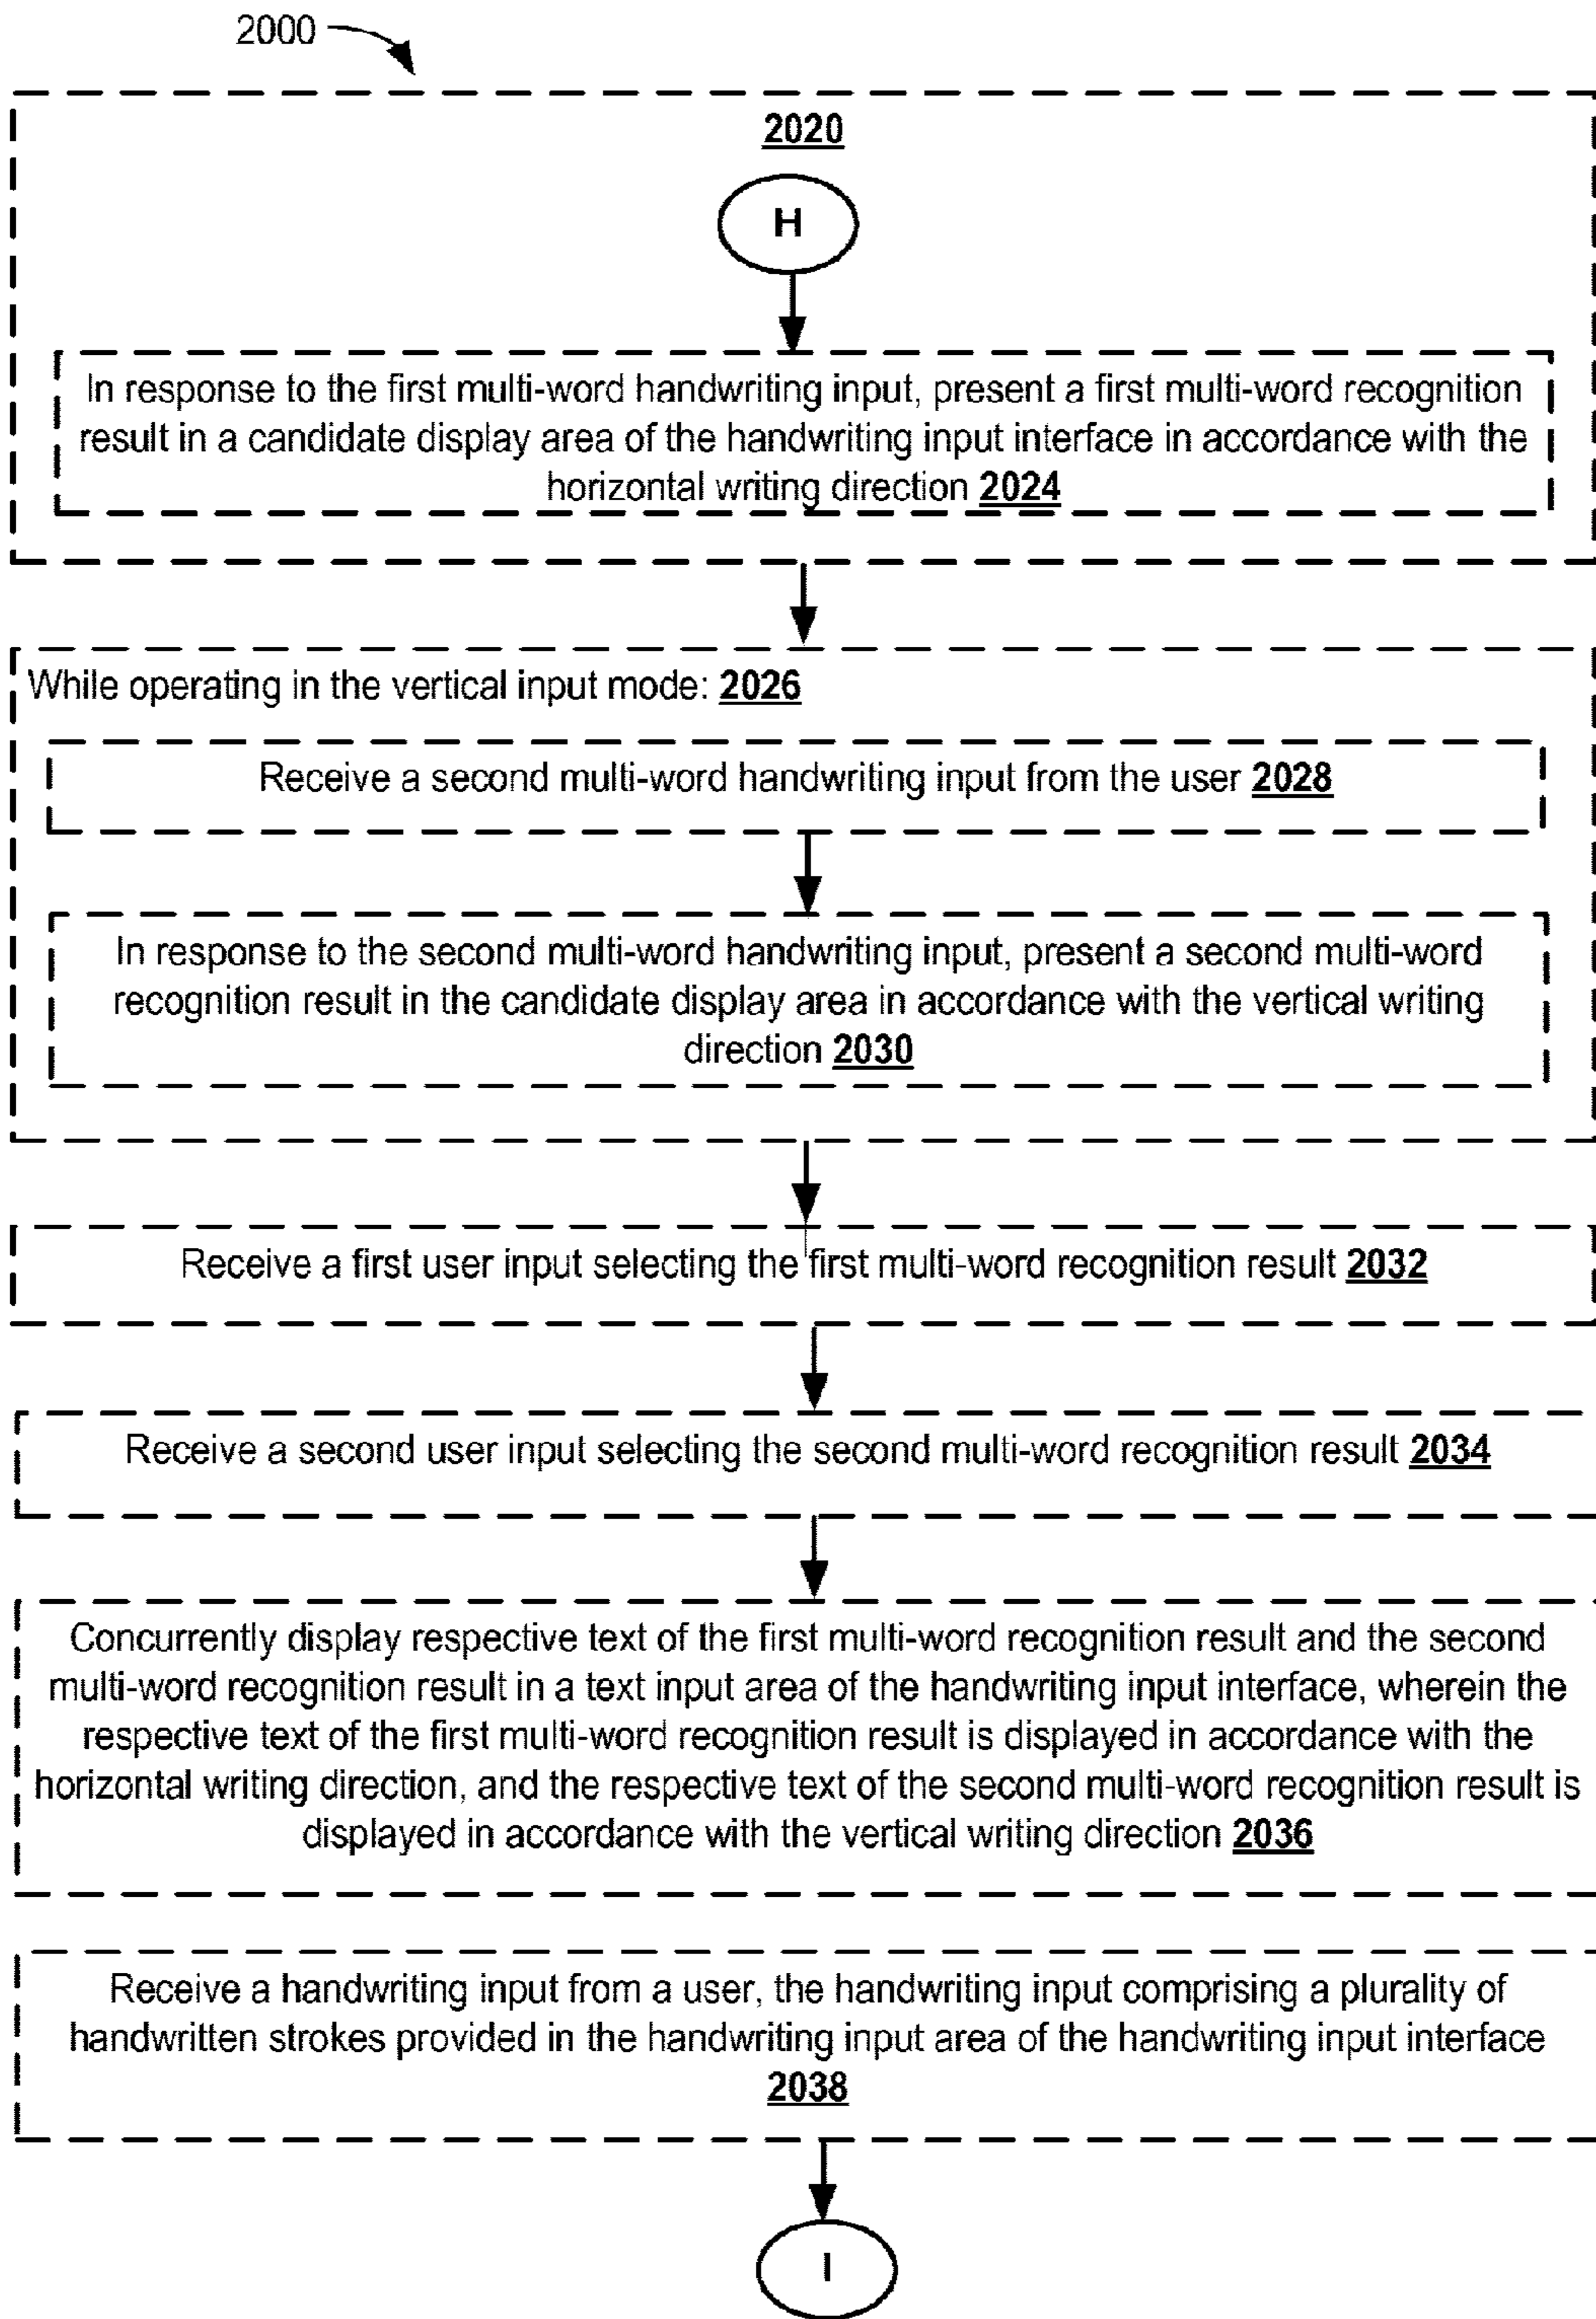 2000
2020
H
In response to the first multi-word handwriting input, present a first multi-word recognition
result in a candidate display area of the handwriting input interface in accordance with the
horizontal writing direction 2024
While operating in the vertical input mode: 2026
Receive a second multi-word handwriting input from the user 2028
In response to the second multi-word handwriting input, present a second multi-word
recognition result in the candidate display area in accordance with the vertical writing
direction 2030
Receive a first user input selecting the first multi-word recognition result 2032
Receive a second user input selecting the second multi-word recognition result 2034
Concurrently display respective text of the first multi-word recognition result and the second
multi-word recognition result in a text input area of the handwriting input interface, wherein the
respective text of the first multi-word recognition result is displayed in accordance with the
horizontal writing direction, and the respective text of the second multi-word recognition result is
displayed in accordance with the vertical writing direction 2036
Receive a handwriting input from a user, the handwriting input comprising a plurality of
handwritten strokes provided in the handwriting input area of the handwriting input interface
2038
I